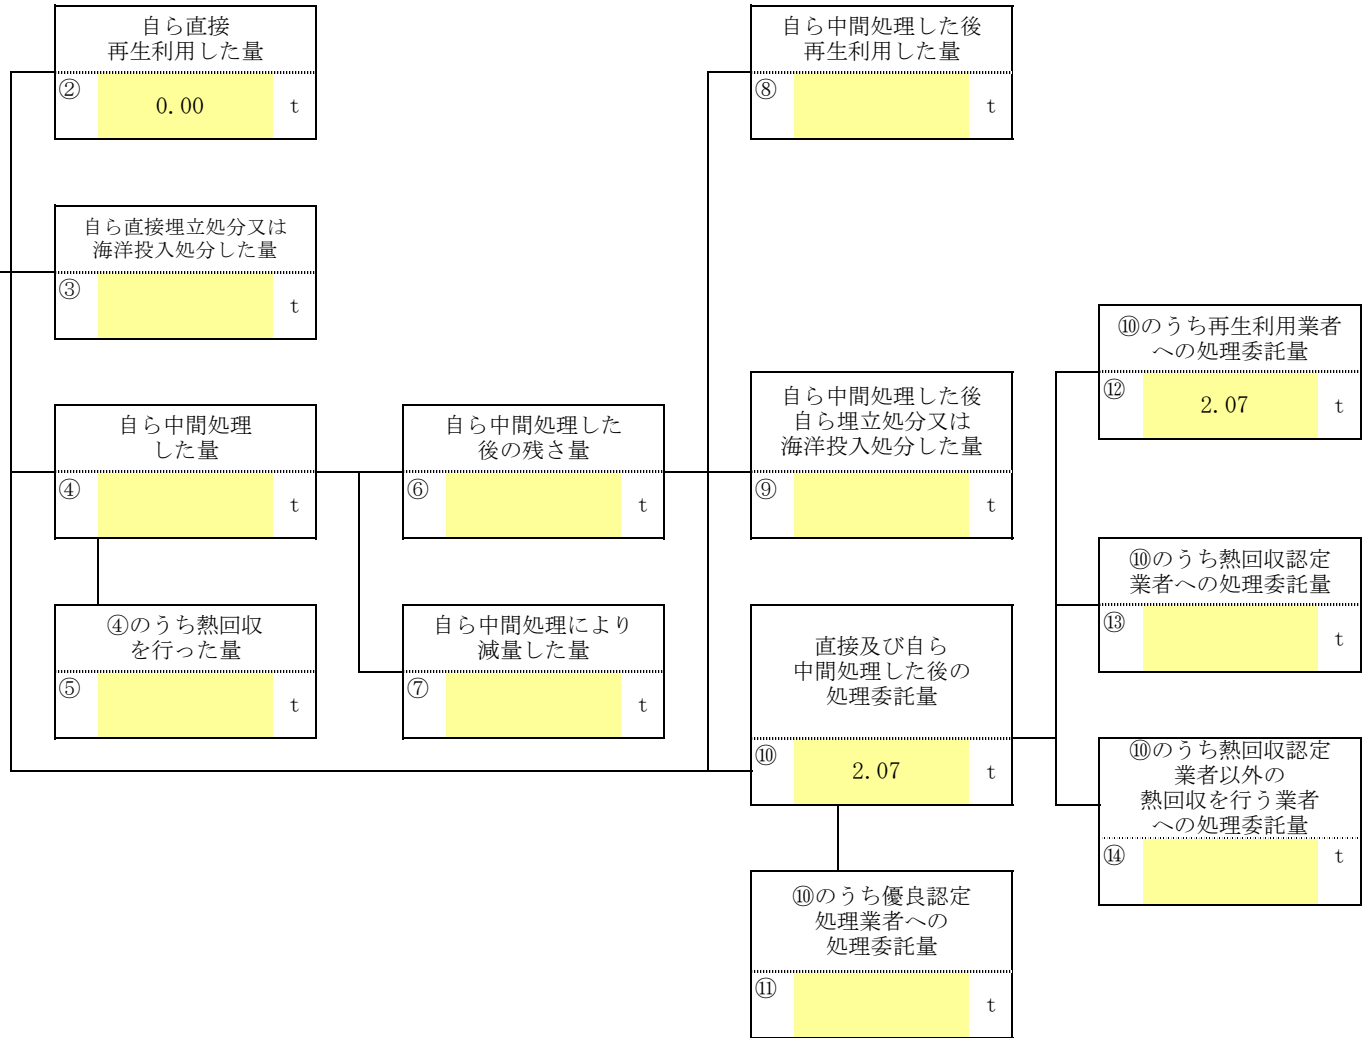 自ら直接
再生利用した量
②
0.00
t
自ら直接埋立処分又は
海洋投入処分した量
③
t
自ら中間処理
した量
④
t
④のうち熱回収
を行った量
⑤
t
自ら中間処理した
後の残さ量
⑥
t
自ら中間処理により
減量した量
⑦
t
自ら中間処理した後
再生利用した量
⑧
t
自ら中間処理した後
自ら埋立処分又は
海洋投入処分した量
⑨
t
直接及び自ら
中間処理した後の
処理委託量
⑩
2.07
t
⑩のうち優良認定
処理業者への
処理委託量
⑪
t
⑩のうち再生利用業者
への処理委託量
⑫
2.07
t
⑩のうち熱回収認定
業者への処理委託量
⑬
t
⑩のうち熱回収認定
業者以外の
熱回収を行う業者
への処理委託量
⑭
t